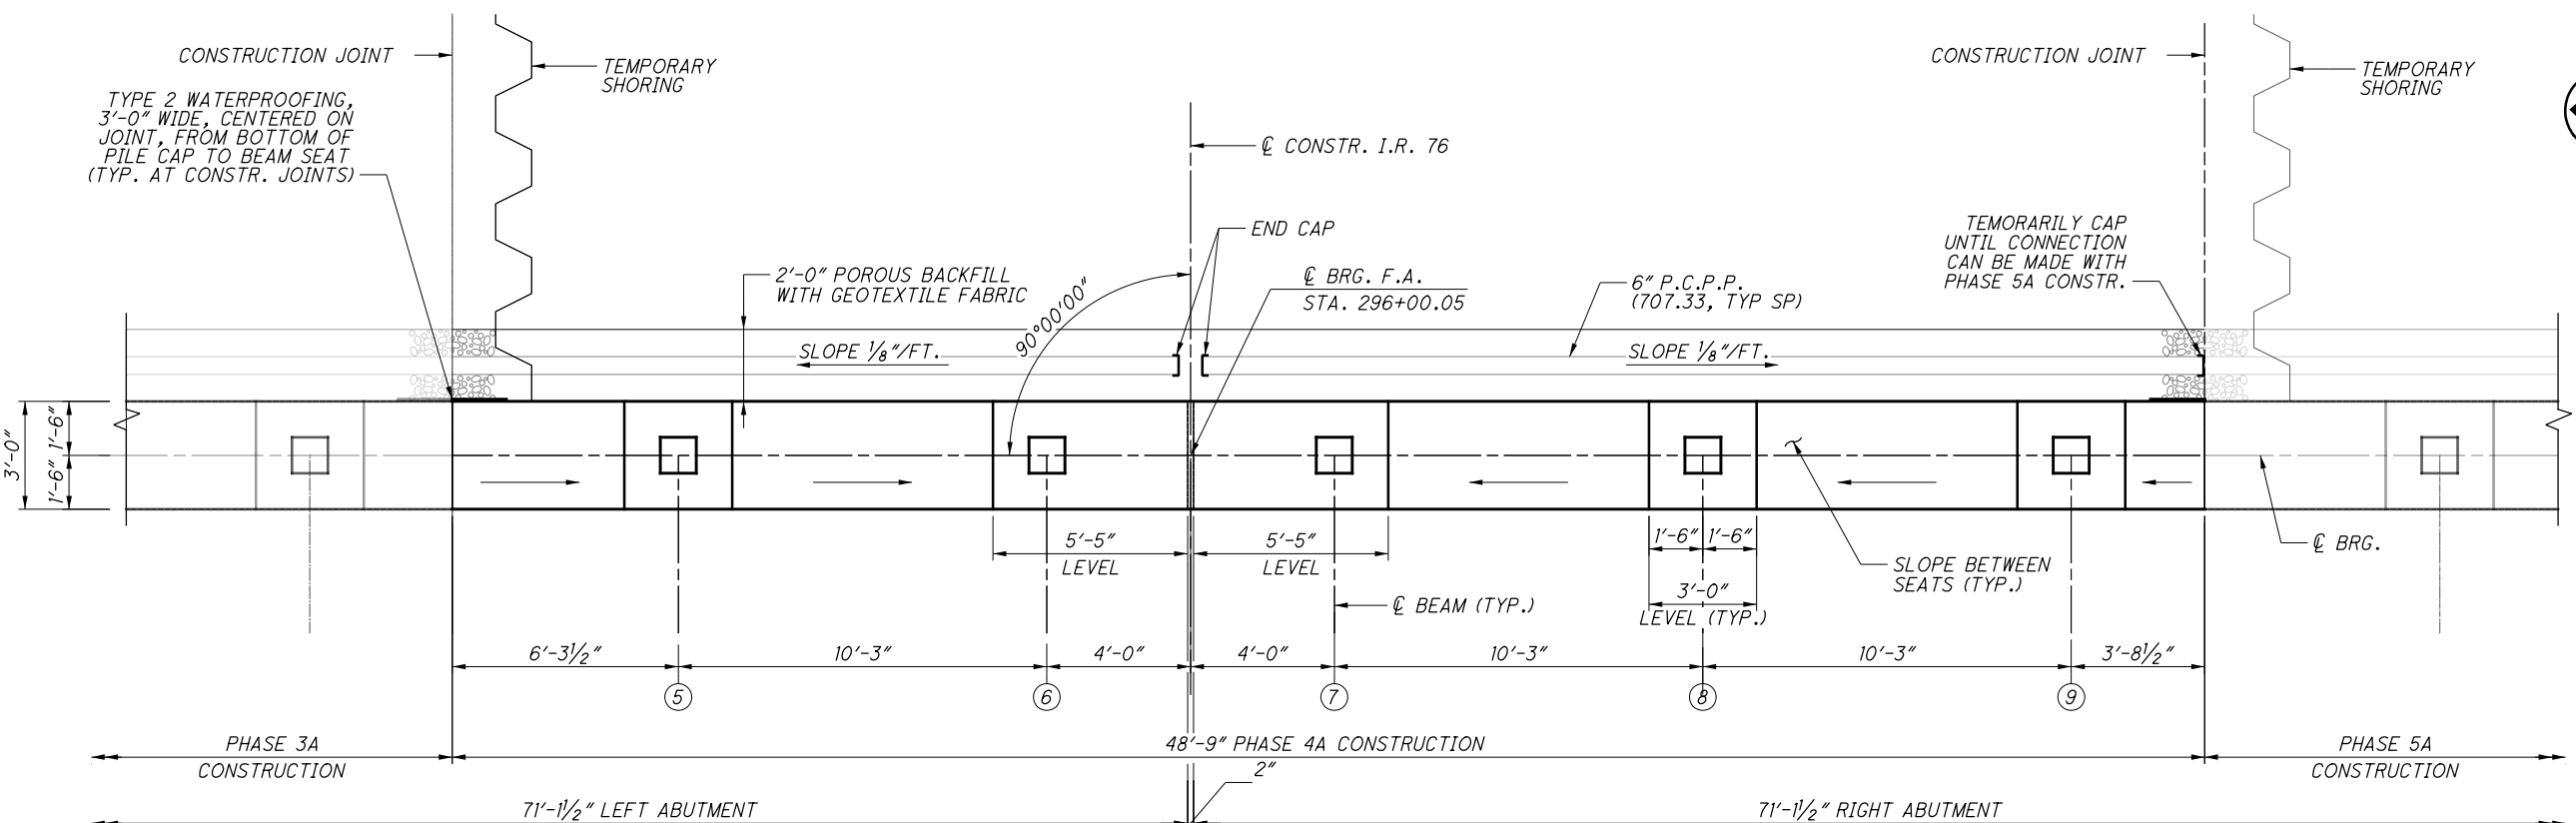 CONSTRUCTION JOINT
TEMPORARY
SHORING
TYPE 2 WATERPROOFING,
3'-0" WIDE, CENTERED ON
JOINT, FROM BOTTOM OF
PILE CAP TO BEAM SEAT
(TYP. AT CONSTR. JOINTS)
℄ CONSTR. I.R. 76
CONSTRUCTION JOINT
TEMPORARY
SHORING
END CAP
TEMORARILY CAP
UNTIL CONNECTION
CAN BE MADE WITH
PHASE 5A CONSTR.
2'-0" POROUS BACKFILL
WITH GEOTEXTILE FABRIC
90°00'00"
℄ BRG. F.A.
STA. 296+00.05
6" P.C.P.P.
(707.33, TYP SP)
SLOPE 1/8"/FT.
SLOPE 1/8"/FT.
3'-0"
1'-6"
1'-6"
5'-5"
LEVEL
5'-5"
LEVEL
1'-6"
1'-6"
3'-0"
LEVEL (TYP.)
SLOPE BETWEEN
SEATS (TYP.)
℄ BRG.
℄ BEAM (TYP.)
6'-3 1/2"
10'-3"
4'-0"
4'-0"
10'-3"
10'-3"
3'-8 1/2"
5
6
7
8
9
PHASE 3A
CONSTRUCTION
48'-9" PHASE 4A CONSTRUCTION
PHASE 5A
CONSTRUCTION
2"
71'-1 1/2" LEFT ABUTMENT
71'-1 1/2" RIGHT ABUTMENT